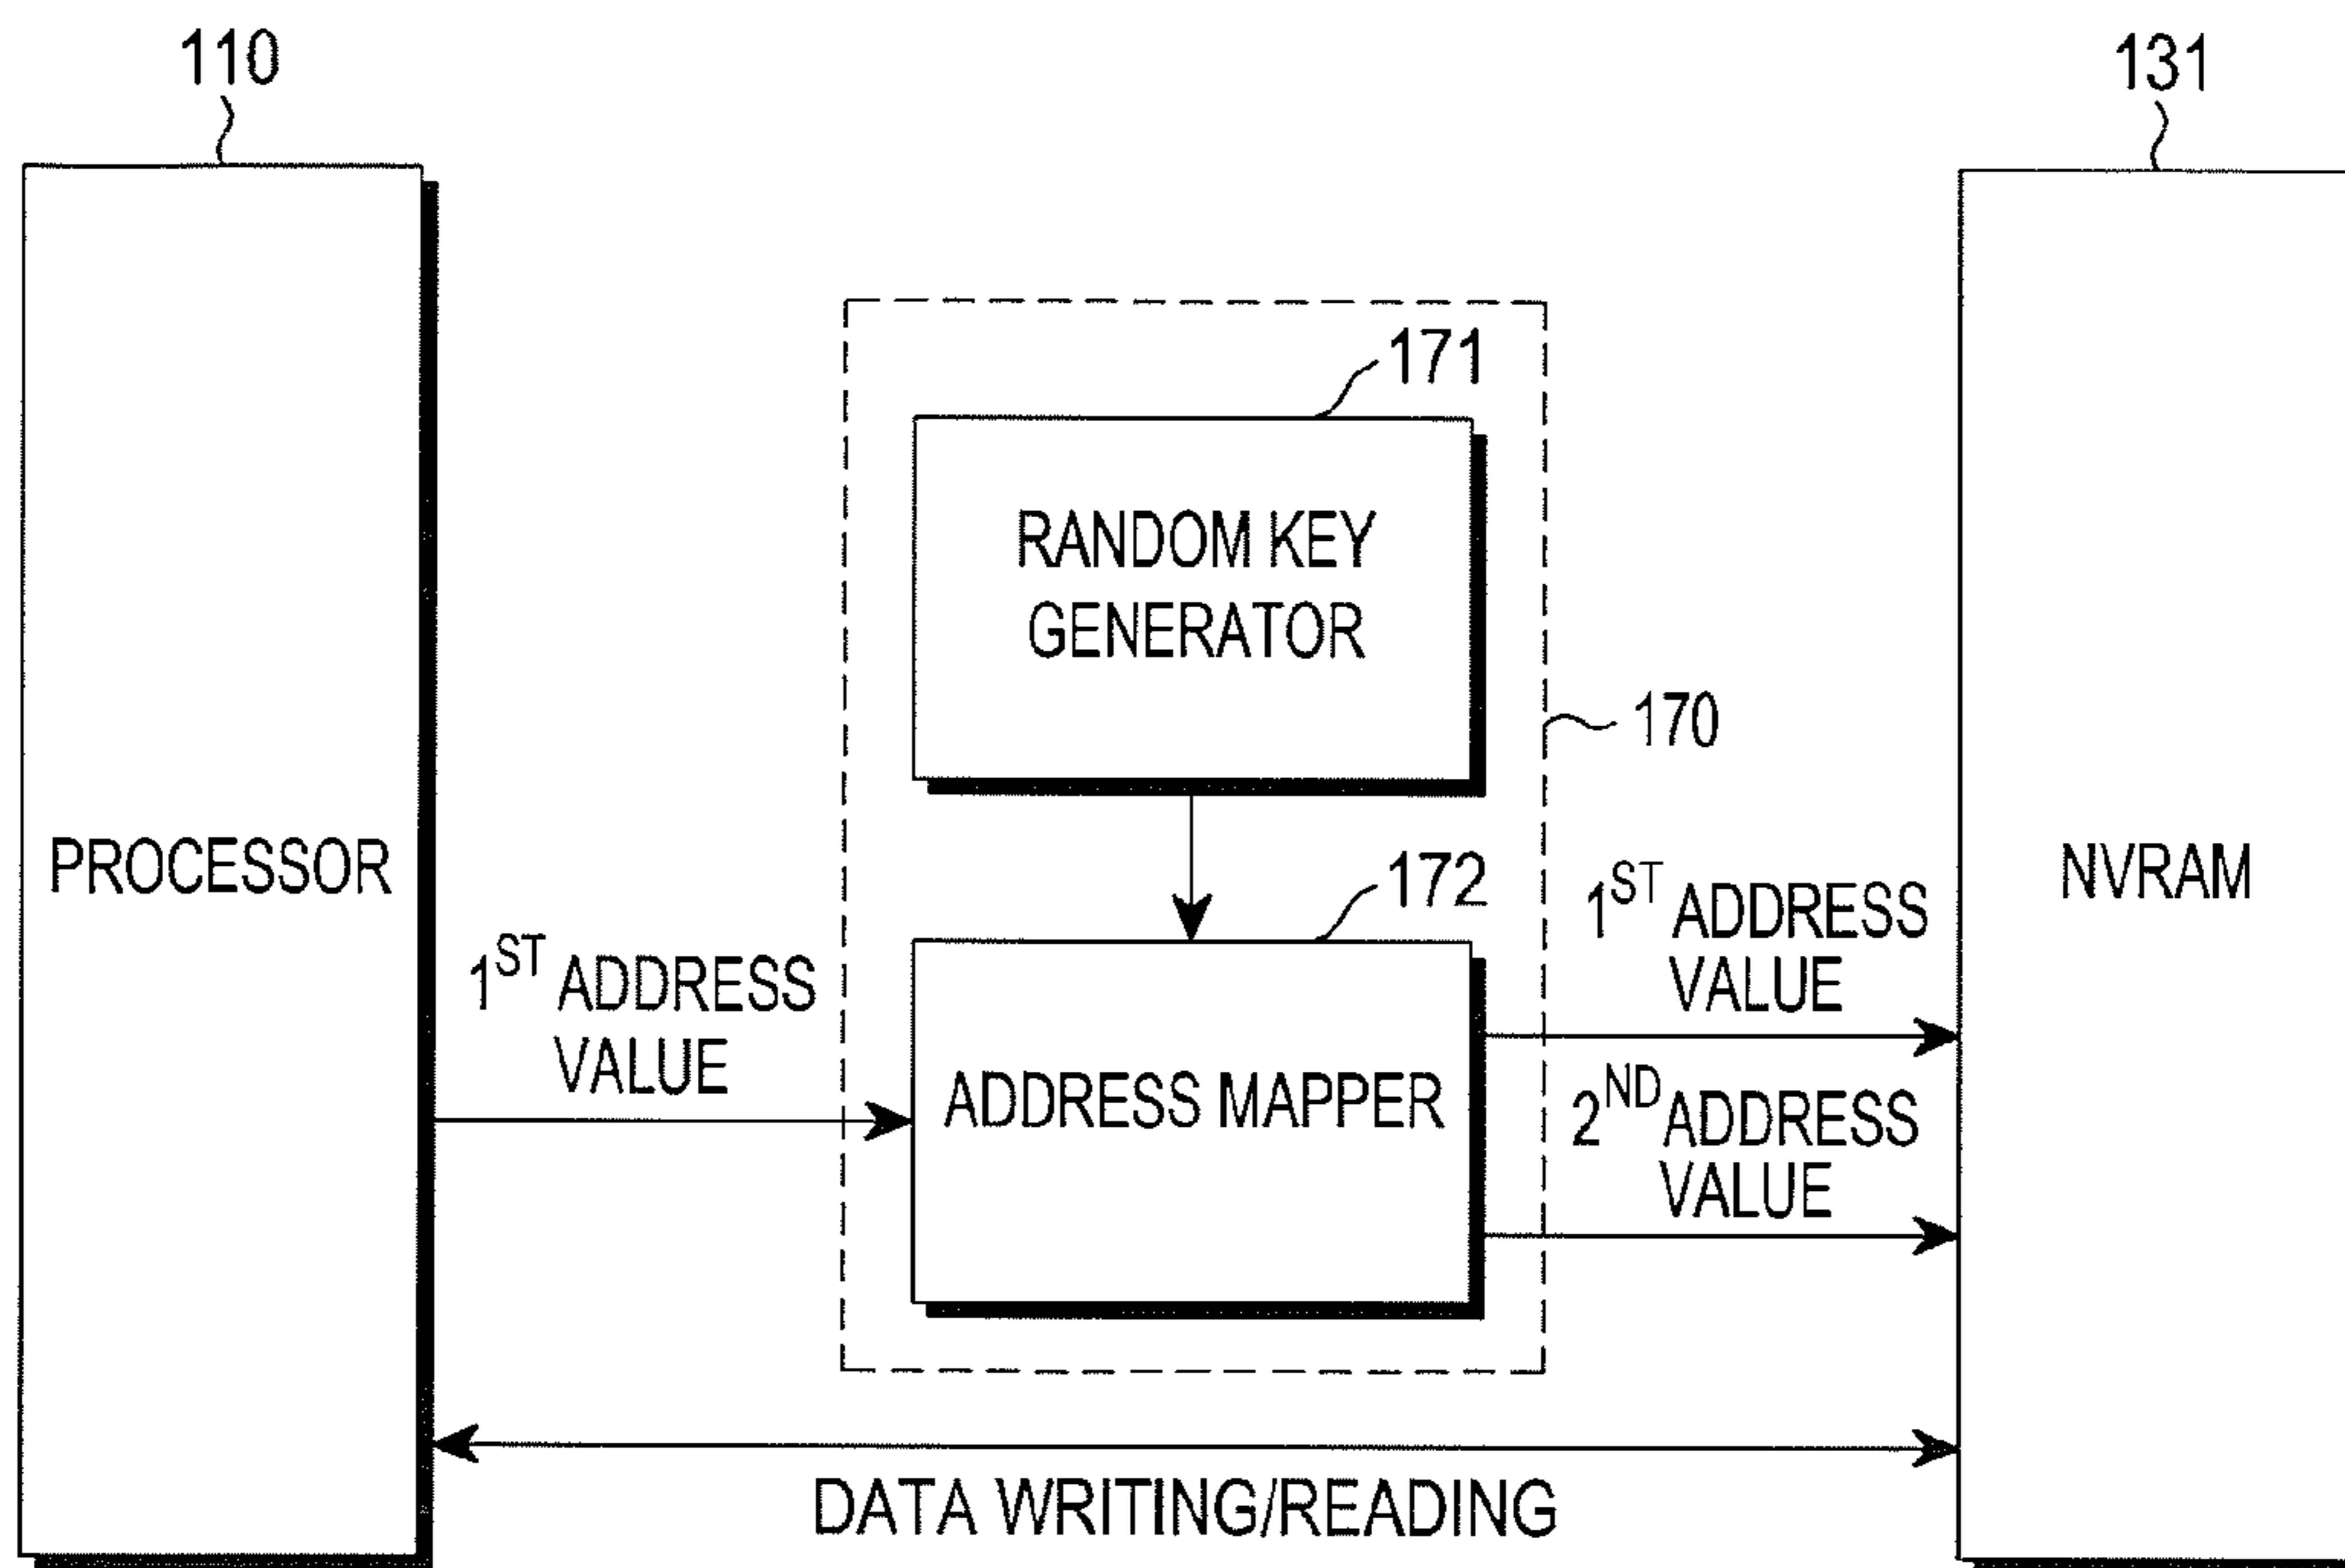 110
131
171
RANDOM KEY
GENERATOR
170
PROCESSOR
NVRAM
172
1ST ADDRESS
VALUE
1ST ADDRESS
VALUE
ADDRESS MAPPER
2ND ADDRESS
VALUE
DATA WRITING/READING